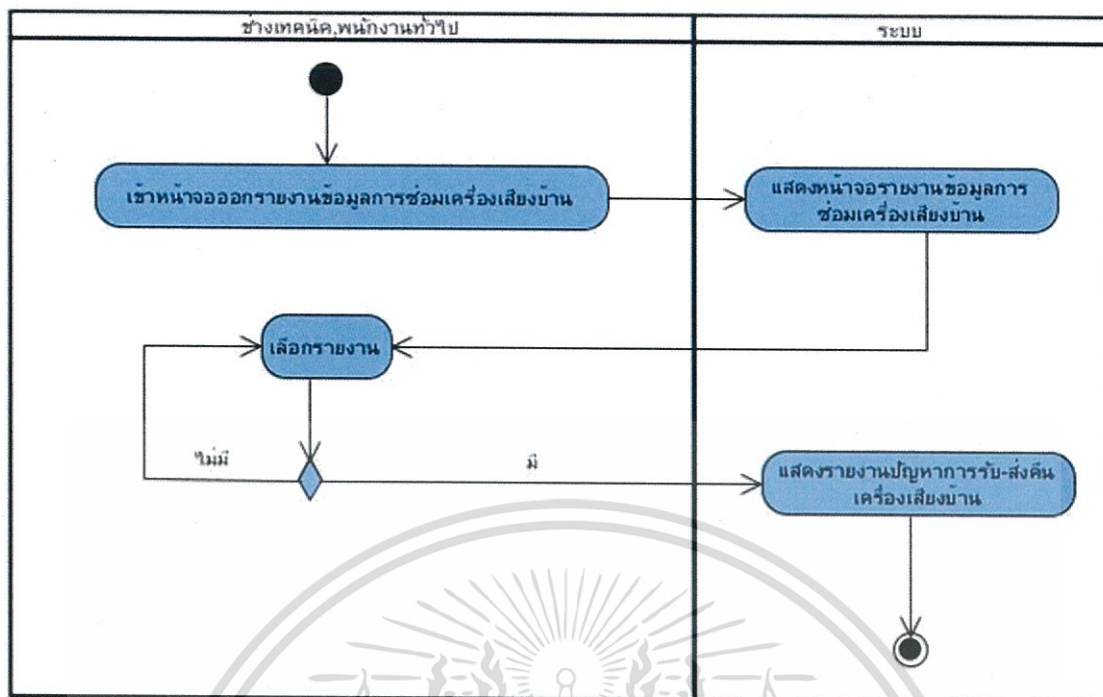 ช่างเทคนิค,พนักงานทั่วไป
ระบบ
เข้าหน้าจอออกรายงานข้อมูลการซ่อมเครื่องเสียงบ้าน
แสดงหน้าจอรายงานข้อมูลการ
ซ่อมเครื่องเสียงบ้าน
เลือกรายงาน
ไม่มี
มี
แสดงรายงานปัญหาการรับ-ส่งคืน
เครื่องเสียงบ้าน